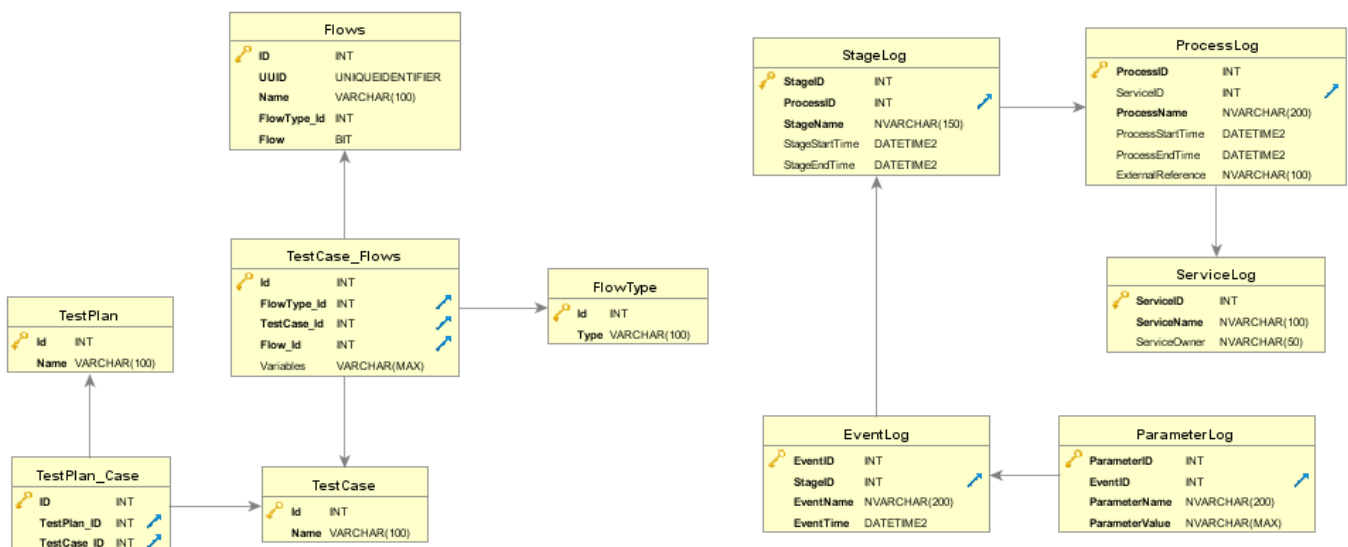 Flows
ID INT
UUID UNIQUEIDENTIFIER
Name VARCHAR(100)
FlowType_Id INT
Flow BIT
TestCase_Flows
Id INT
FlowType_Id INT
TestCase_Id INT
Flow_Id INT
Variables VARCHAR(MAX)
FlowType
Id INT
Type VARCHAR(100)
TestPlan
Id INT
Name VARCHAR(100)
TestPlan_Case
ID INT
TestPlan_ID INT
TestCase_ID INT
TestCase
Id INT
Name VARCHAR(100)
StageLog
StageID INT
ProcessID INT
StageName NVARCHAR(150)
StageStartTime DATETIME2
StageEndTime DATETIME2
ProcessLog
ProcessID INT
ServiceID INT
ProcessName NVARCHAR(200)
ProcessStartTime DATETIME2
ProcessEndTime DATETIME2
ExternalReference NVARCHAR(100)
ServiceLog
ServiceID INT
ServiceName NVARCHAR(100)
ServiceOwner NVARCHAR(50)
EventLog
EventID INT
StageID INT
EventName NVARCHAR(200)
EventTime DATETIME2
ParameterLog
ParameterID INT
EventID INT
ParameterName NVARCHAR(200)
ParameterValue NVARCHAR(MAX)